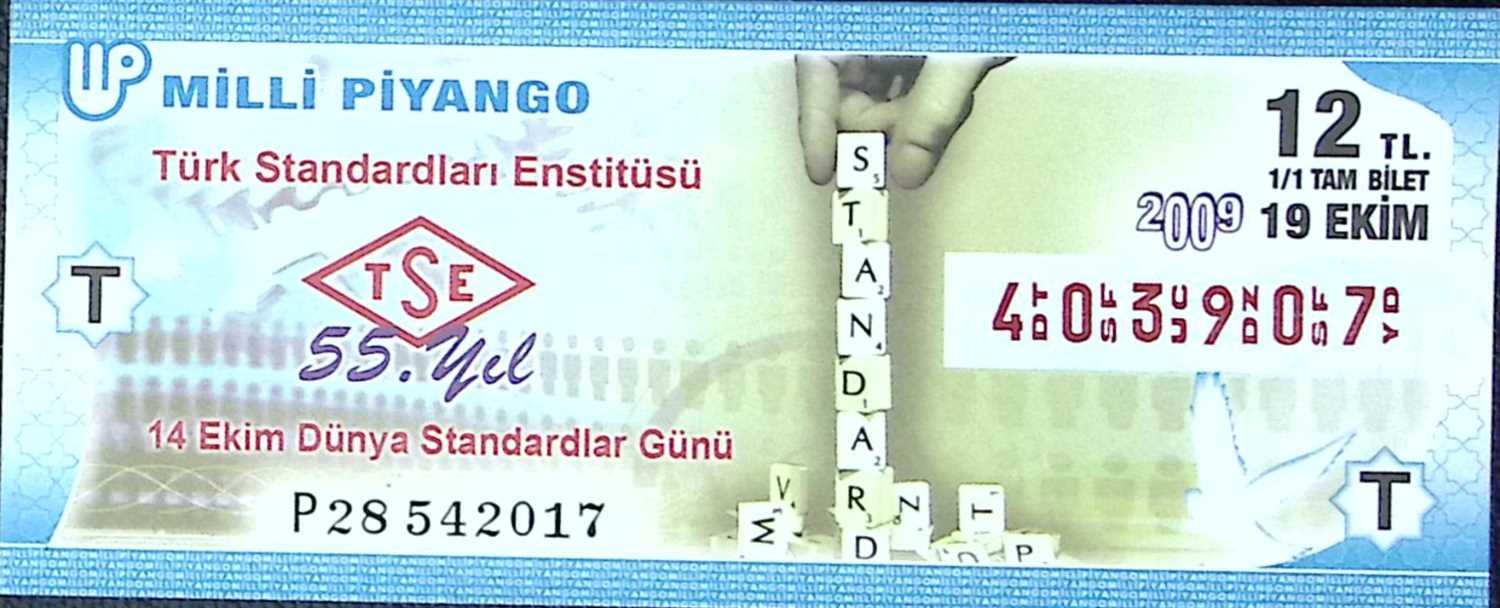 MİLLİ PİYANGO
Türk Standardları Enstitüsü
TSE
55.Yıl
14 Ekim Dünya Standardlar Günü
P28 542017
T
T
STANDARD
V
M
N
T
P
D
12 TL.
1/1 TAM BİLET
2009 19 EKİM
403907